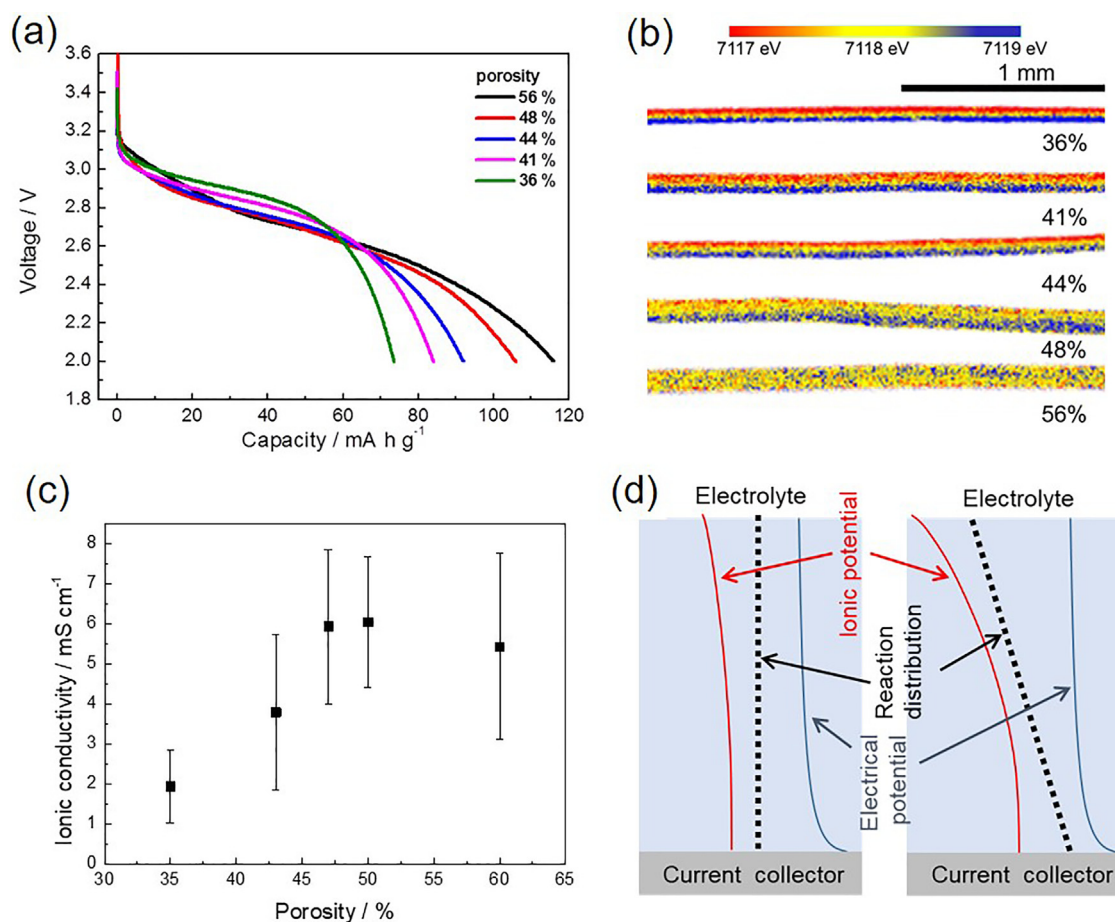 (a)
3.6
3.4
3.2
3.0
2.8
2.6
2.4
2.2
2.0
1.8
Voltage / V
porosity
56 %
48 %
44 %
41 %
36 %
0
20
40
60
80
100
120
Capacity / mA h g⁻¹
(b)
7117 eV
7118 eV
7119 eV
1 mm
36%
41%
44%
48%
56%
(c)
8
7
6
5
4
3
2
1
0
Ionic conductivity / mS cm⁻¹
30
35
40
45
50
55
60
65
Porosity / %
(d)
Electrolyte
Electrolyte
Ionic potential
Reaction
distribution
Electrical
potential
Current collector
Current collector